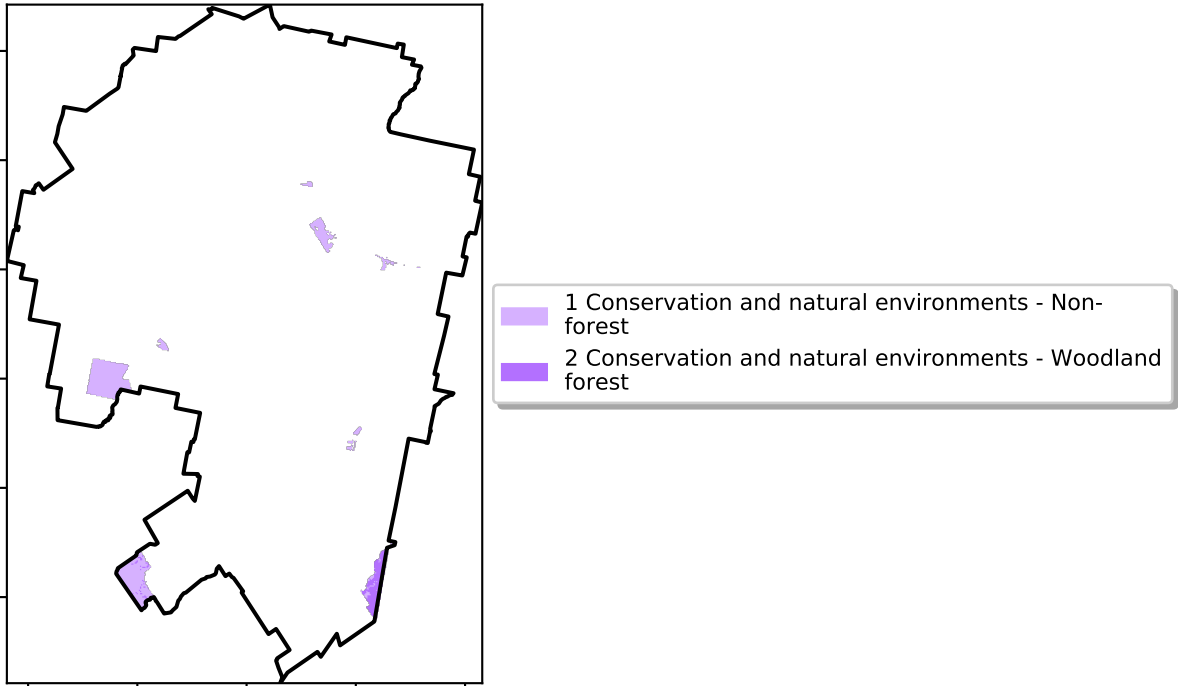 1 Conservation and natural environments - Non-
forest
2 Conservation and natural environments - Woodland
forest